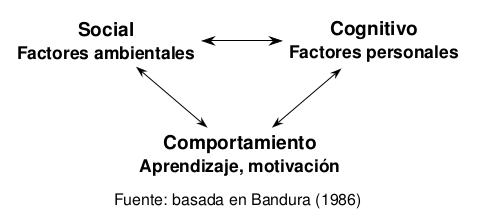 Social
Factores ambientales
Cognitivo
Factores personales
Comportamiento
Aprendizaje, motivación
Fuente: basada en Bandura (1986)